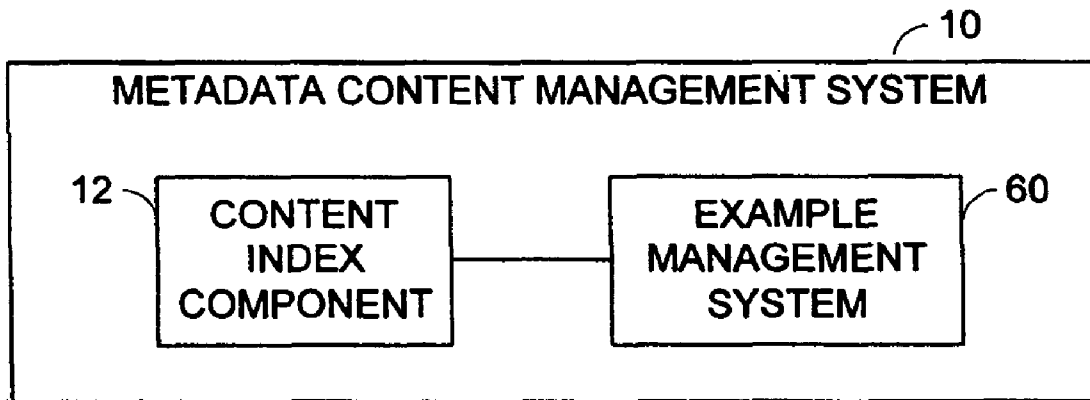 10
METADATA CONTENT MANAGEMENT SYSTEM
12
CONTENT
INDEX
COMPONENT
EXAMPLE
MANAGEMENT
SYSTEM
60